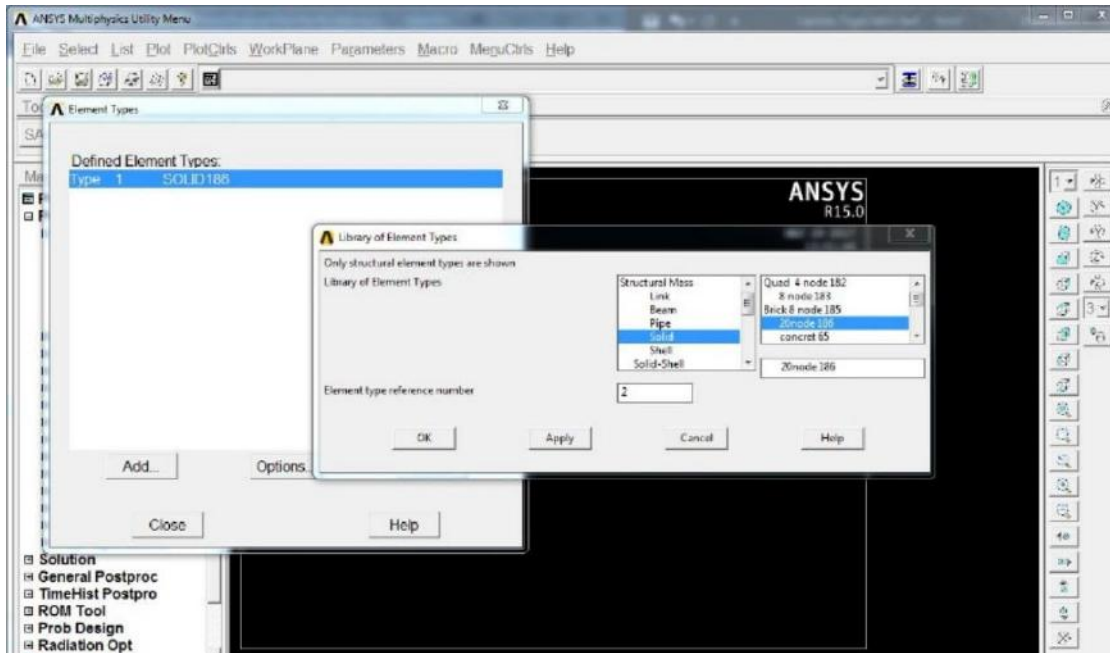 ANSYS Multiphysics Utility Menu
File Select List Plot PlotCtrls WorkPlane Parameters Macro MenuCtrls Help
Element Types
SA
Defined Element Types:
Type 1 SOLID186
ANSYS
R15.0
Library of Element Types
Only structural element types are shown
Library of Element Types
Structural Mass
Link
Beam
Pipe
Solid
Shell
Solid-Shell
Quad 4 node 182
8 node 183
Brick 8 node 185
20node 186
concret 65
20node 186
Element type reference number
2
OK Apply Cancel Help
Add... Options...
Close Help
Solution
General Postproc
TimeHist Postpro
ROM Tool
Prob Design
Radiation Opt
1
3